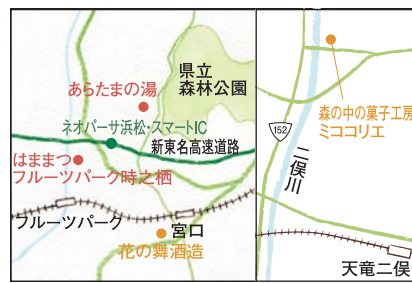 県立
森林公園
あらたまの湯
ネオパーサ浜松・スマートIC
新東名高速道路
はままつ
フルーツパーク時之栖
フルーツパーク
宮口
花の舞酒造
森の中の菓子工房
ミココリエ
152
二俣川
天竜二俣